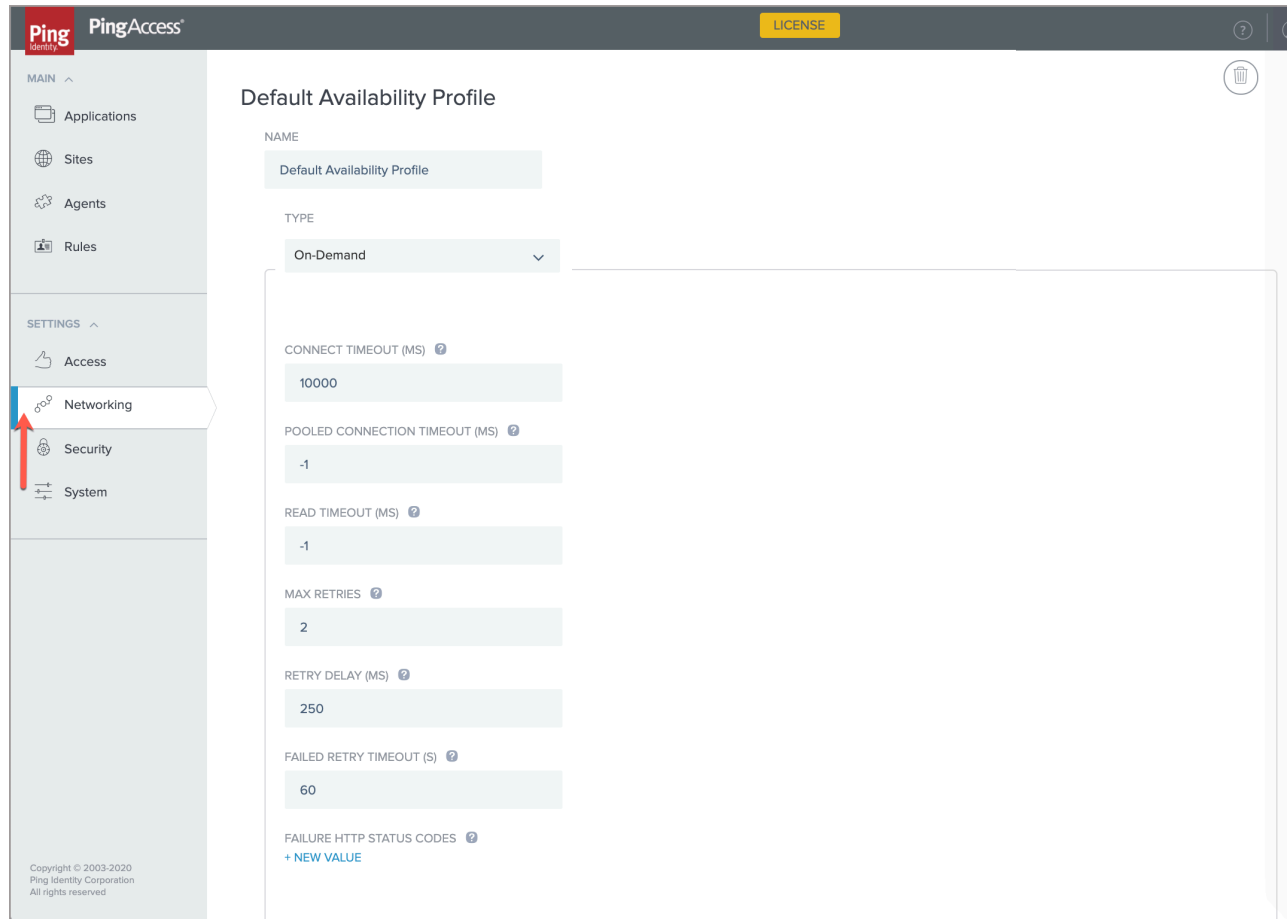 Ping
Identity
PingAccess®
LICENSE
?
MAIN
Applications
Sites
Agents
Rules
SETTINGS
Access
Networking
Security
System
Copyright © 2003-2020
Ping Identity Corporation
All rights reserved
Default Availability Profile
NAME
Default Availability Profile
TYPE
On-Demand
CONNECT TIMEOUT (MS) ?
10000
POOLED CONNECTION TIMEOUT (MS) ?
-1
READ TIMEOUT (MS) ?
-1
MAX RETRIES ?
2
RETRY DELAY (MS) ?
250
FAILED RETRY TIMEOUT (S) ?
60
FAILURE HTTP STATUS CODES ?
+ NEW VALUE